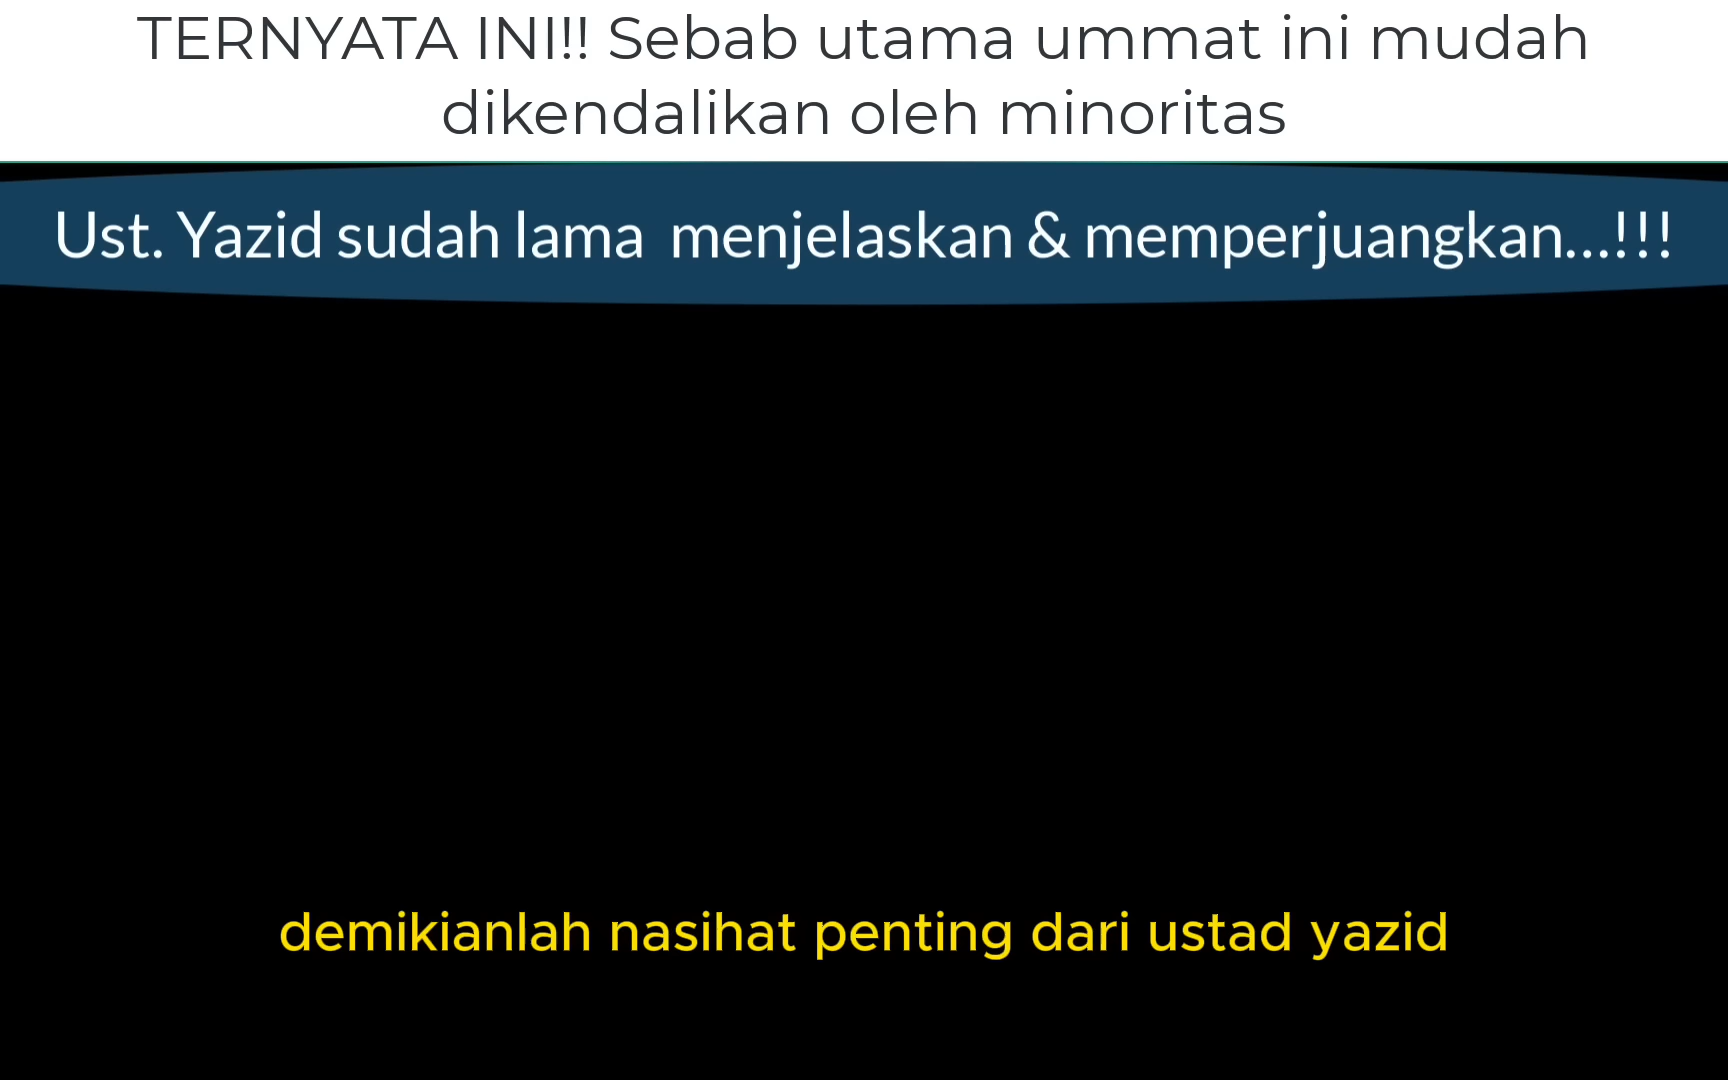 TERNYATA INI!! Sebab utama ummat ini mudah
dikendalikan oleh minoritas
Ust. Yazid sudah lama  menjelaskan & memperjuangkan...!!!
demikianlah nasihat penting dari ustad yazid